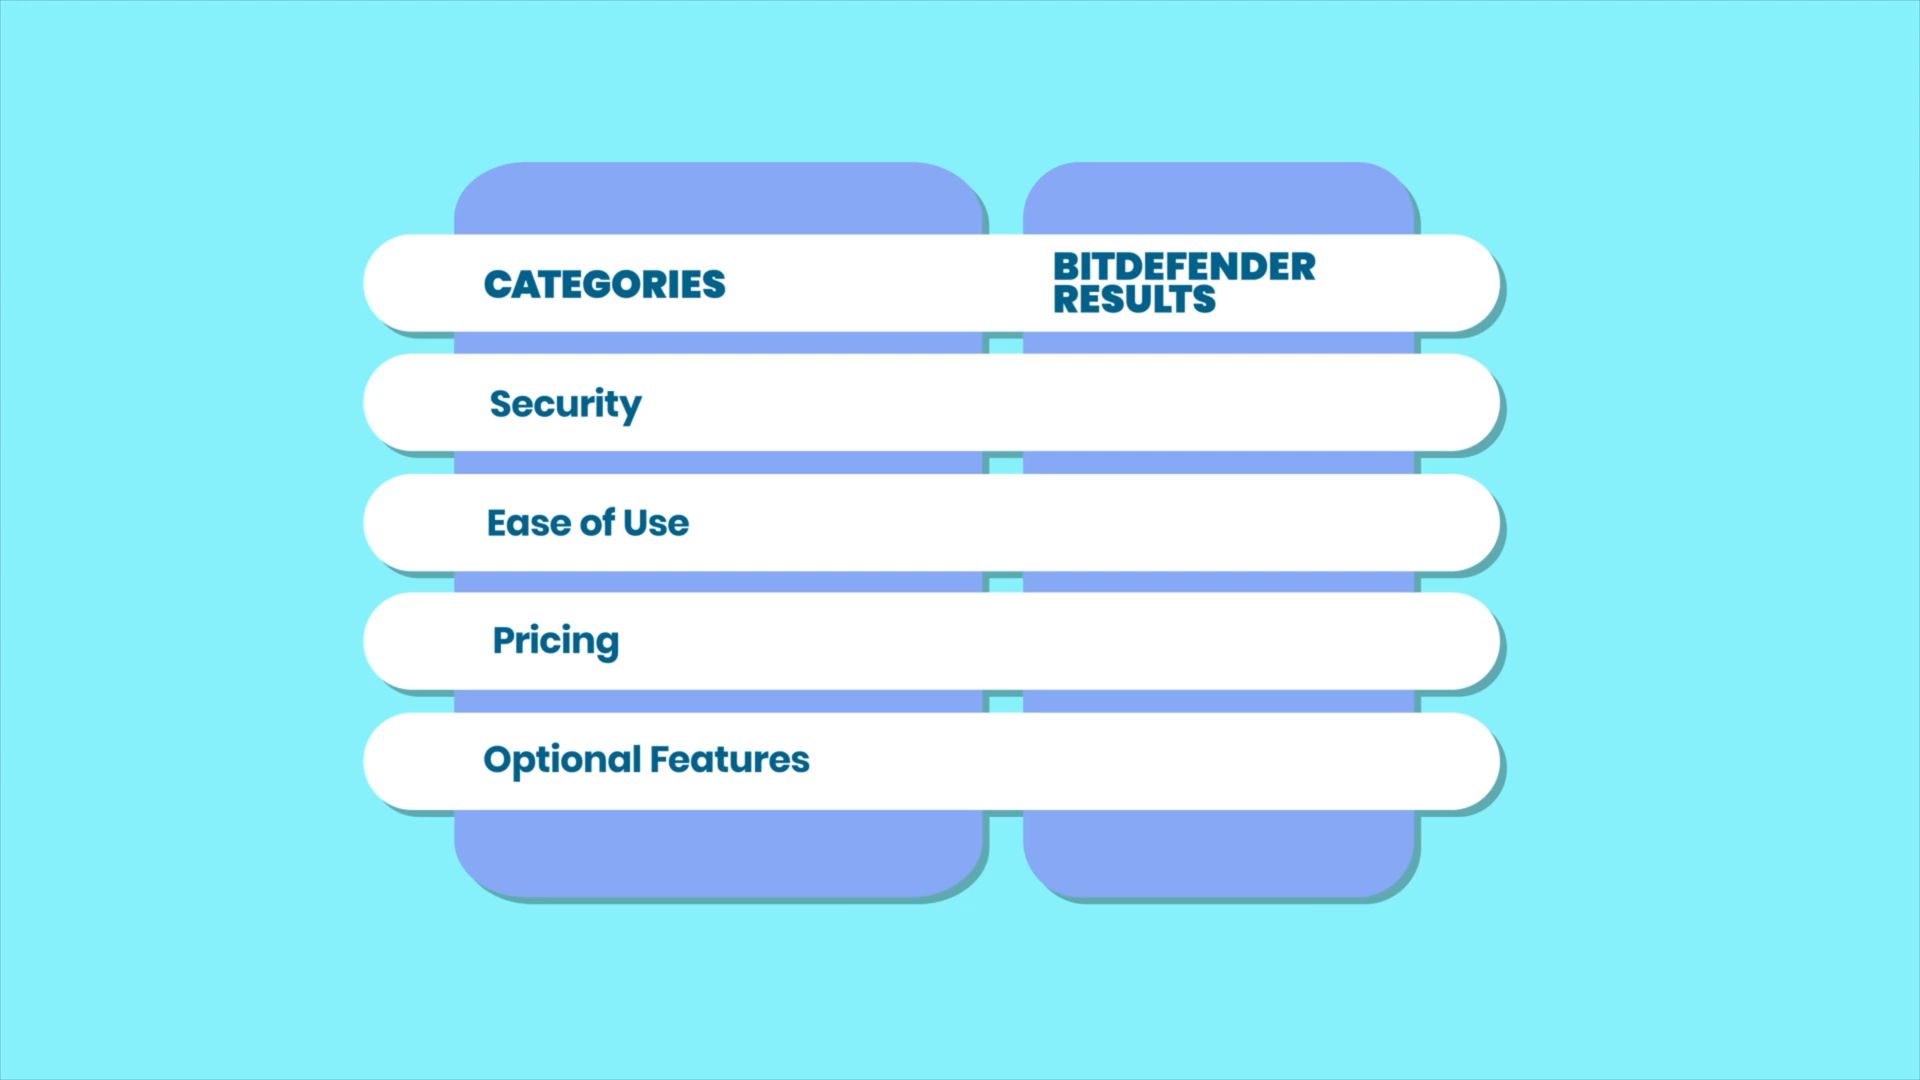 CATEGORIES
BITDEFENDER
RESULTS
Security
Ease of Use
Pricing
Optional Features